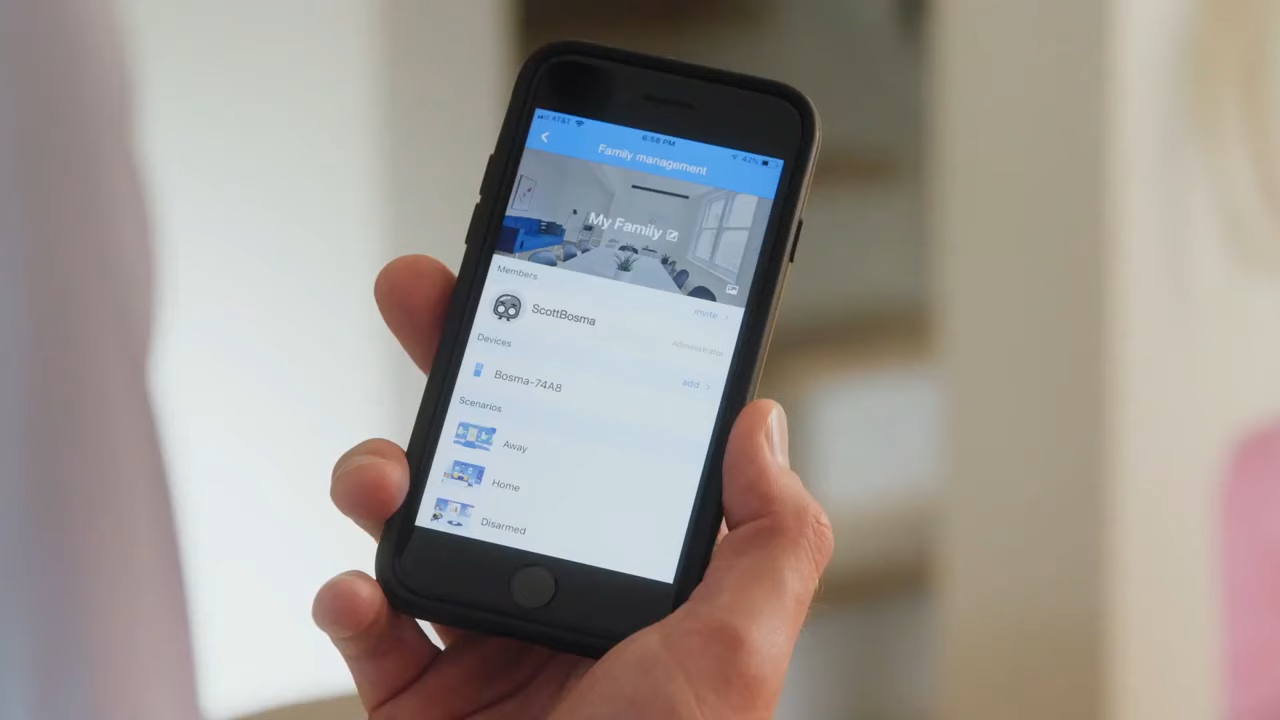 AT&T 6:58 PM 42%
Family management
My Family
Members
ScottBosma invite
Administrator
Devices
Bosma-74A8 add
Scenarios
Away
Home
Disarmed